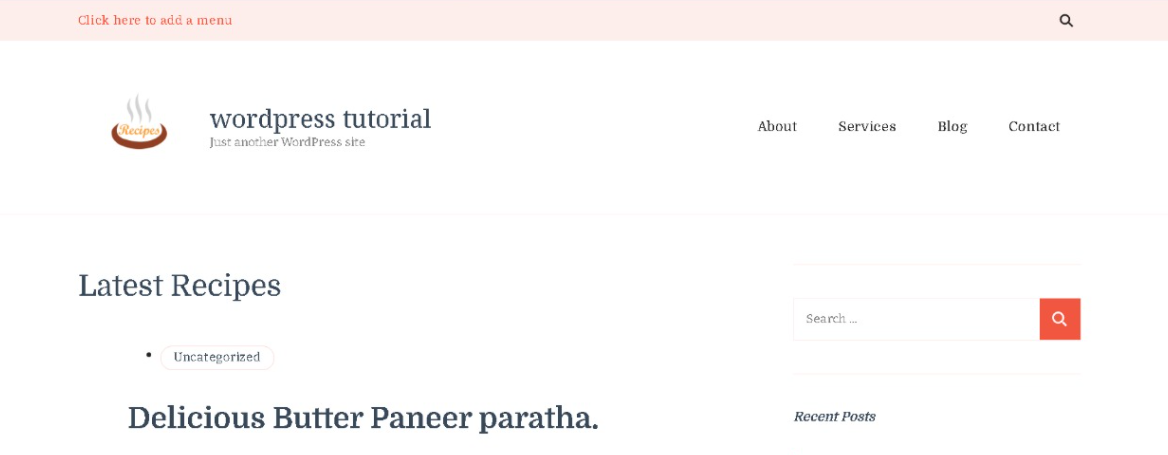 Click here to add a menu
Recipes
wordpress tutorial
Just another WordPress site
About Services Blog Contact
Latest Recipes
Search ...
Uncategorized
Delicious Butter Paneer paratha.
Recent Posts